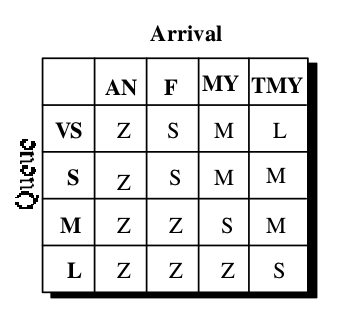 Arrival
AN F MY TMY
Queue
VS Z S M L
S Z S M M
M Z Z S M
L Z Z Z S